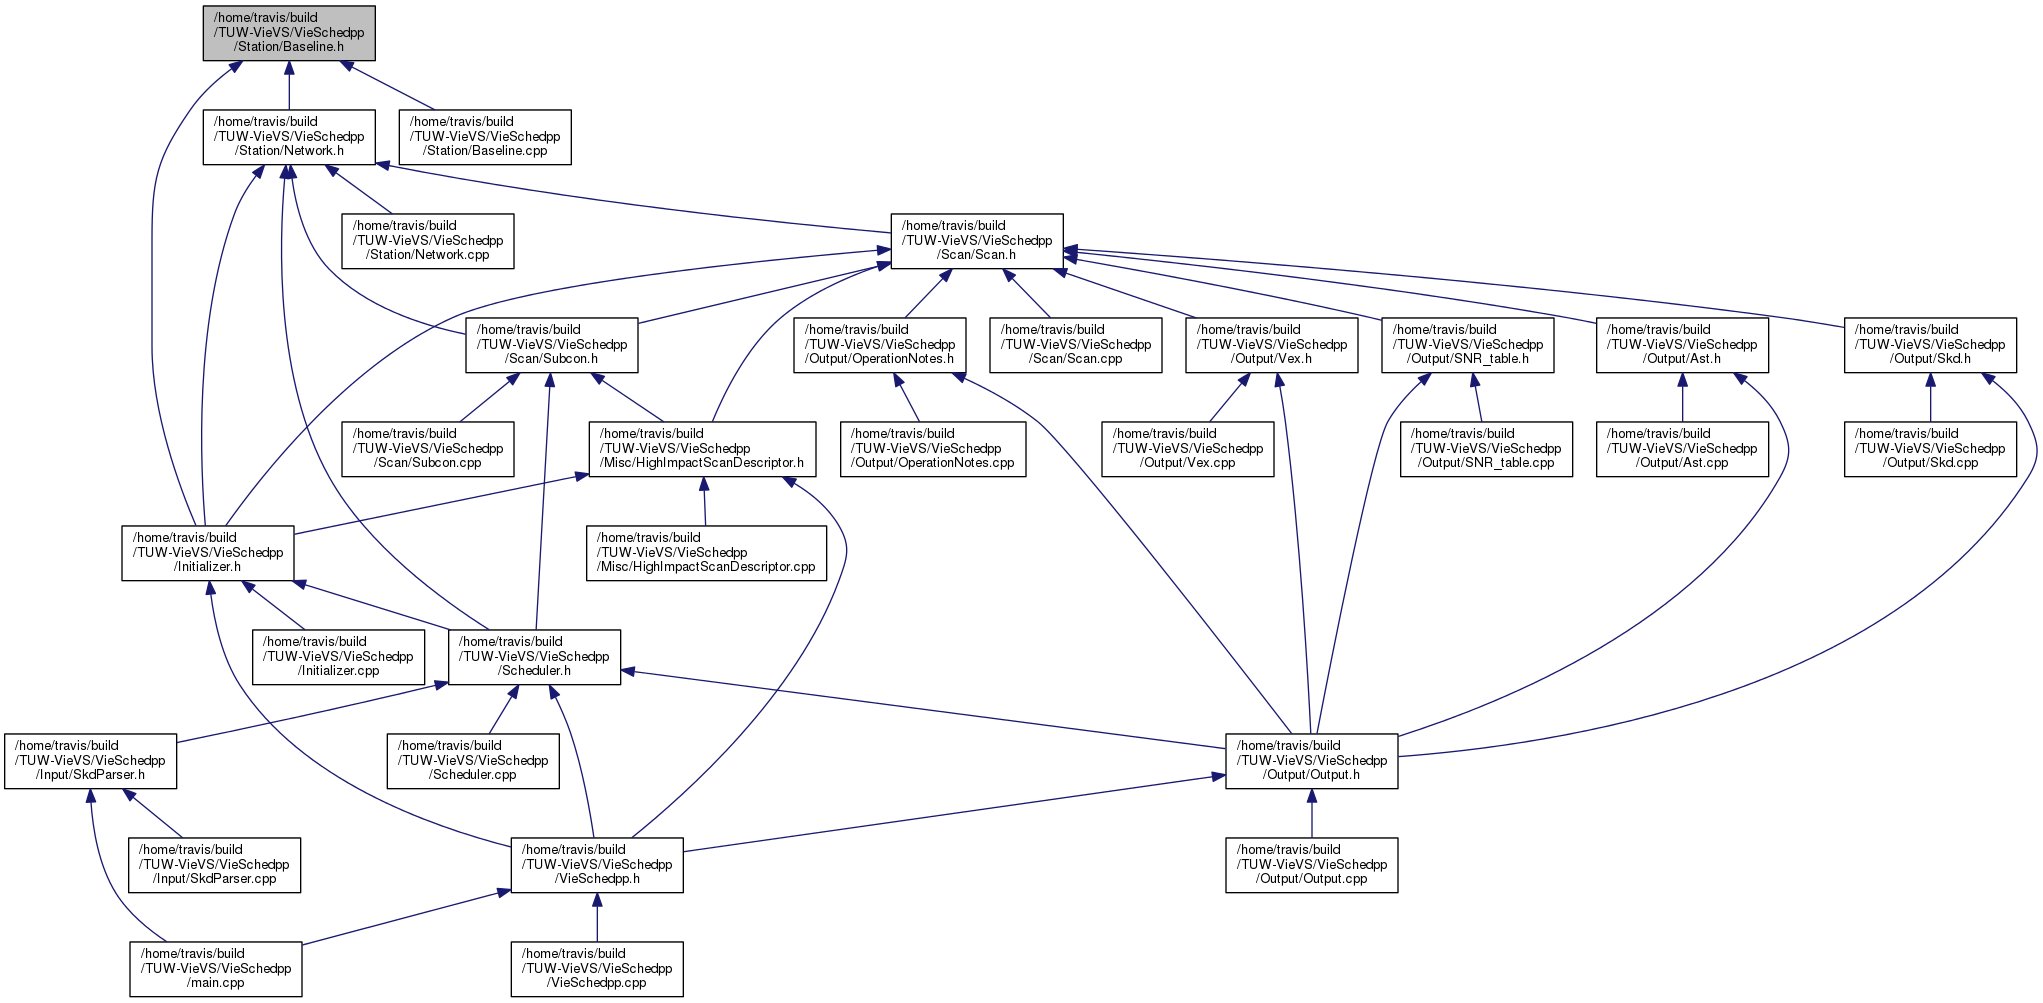 /home/travis/build
/TUW-VieVS/VieSchedpp
/Station/Baseline.h
/home/travis/build
/TUW-VieVS/VieSchedpp
/Station/Network.h
/home/travis/build
/TUW-VieVS/VieSchedpp
/Station/Baseline.cpp
/home/travis/build
/TUW-VieVS/VieSchedpp
/Station/Network.cpp
/home/travis/build
/TUW-VieVS/VieSchedpp
/Scan/Scan.h
/home/travis/build
/TUW-VieVS/VieSchedpp
/Scan/Subcon.h
/home/travis/build
/TUW-VieVS/VieSchedpp
/Output/OperationNotes.h
/home/travis/build
/TUW-VieVS/VieSchedpp
/Scan/Scan.cpp
/home/travis/build
/TUW-VieVS/VieSchedpp
/Output/Vex.h
/home/travis/build
/TUW-VieVS/VieSchedpp
/Output/SNR_table.h
/home/travis/build
/TUW-VieVS/VieSchedpp
/Output/Ast.h
/home/travis/build
/TUW-VieVS/VieSchedpp
/Output/Skd.h
/home/travis/build
/TUW-VieVS/VieSchedpp
/Scan/Subcon.cpp
/home/travis/build
/TUW-VieVS/VieSchedpp
/Misc/HighImpactScanDescriptor.h
/home/travis/build
/TUW-VieVS/VieSchedpp
/Output/OperationNotes.cpp
/home/travis/build
/TUW-VieVS/VieSchedpp
/Output/Vex.cpp
/home/travis/build
/TUW-VieVS/VieSchedpp
/Output/SNR_table.cpp
/home/travis/build
/TUW-VieVS/VieSchedpp
/Output/Ast.cpp
/home/travis/build
/TUW-VieVS/VieSchedpp
/Output/Skd.cpp
/home/travis/build
/TUW-VieVS/VieSchedpp
/Initializer.h
/home/travis/build
/TUW-VieVS/VieSchedpp
/Misc/HighImpactScanDescriptor.cpp
/home/travis/build
/TUW-VieVS/VieSchedpp
/Initializer.cpp
/home/travis/build
/TUW-VieVS/VieSchedpp
/Scheduler.h
/home/travis/build
/TUW-VieVS/VieSchedpp
/Input/SkdParser.h
/home/travis/build
/TUW-VieVS/VieSchedpp
/Scheduler.cpp
/home/travis/build
/TUW-VieVS/VieSchedpp
/Output/Output.h
/home/travis/build
/TUW-VieVS/VieSchedpp
/Input/SkdParser.cpp
/home/travis/build
/TUW-VieVS/VieSchedpp
/VieSchedpp.h
/home/travis/build
/TUW-VieVS/VieSchedpp
/Output/Output.cpp
/home/travis/build
/TUW-VieVS/VieSchedpp
/main.cpp
/home/travis/build
/TUW-VieVS/VieSchedpp
/VieSchedpp.cpp